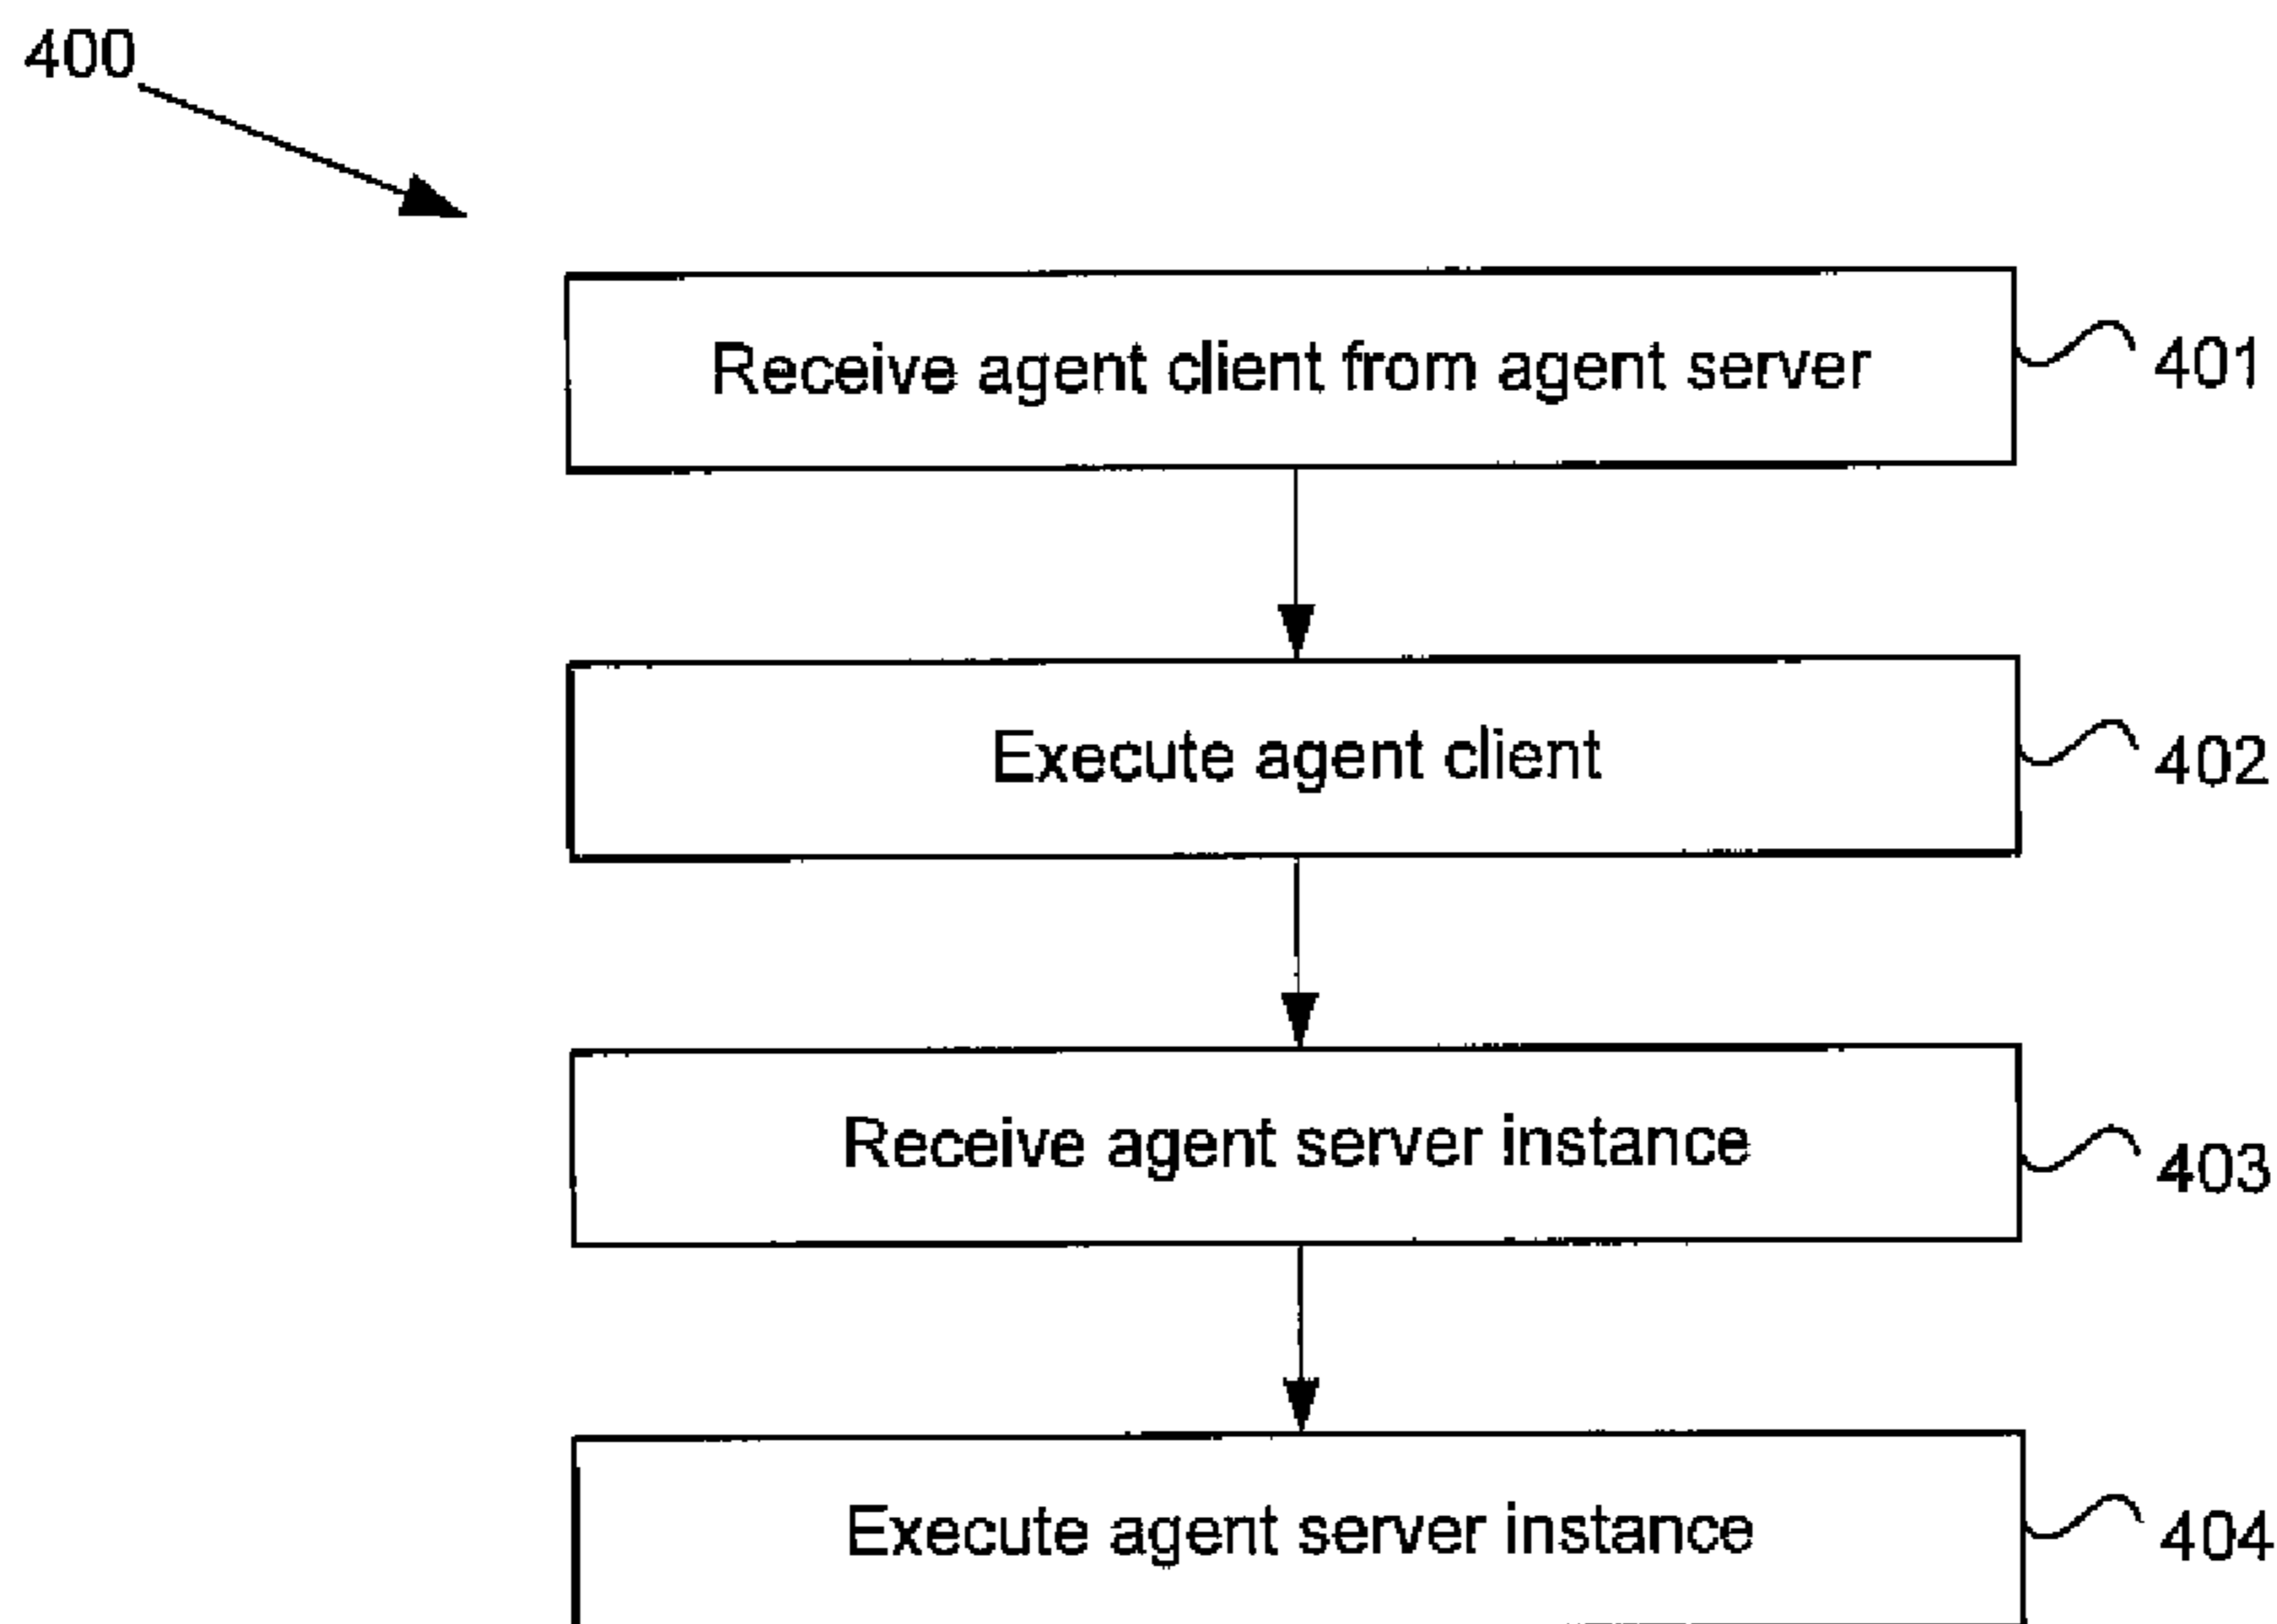 400
Receive agent client from agent server
401
Execute agent client
402
Receive agent server instance
403
Execute agent server instance
404